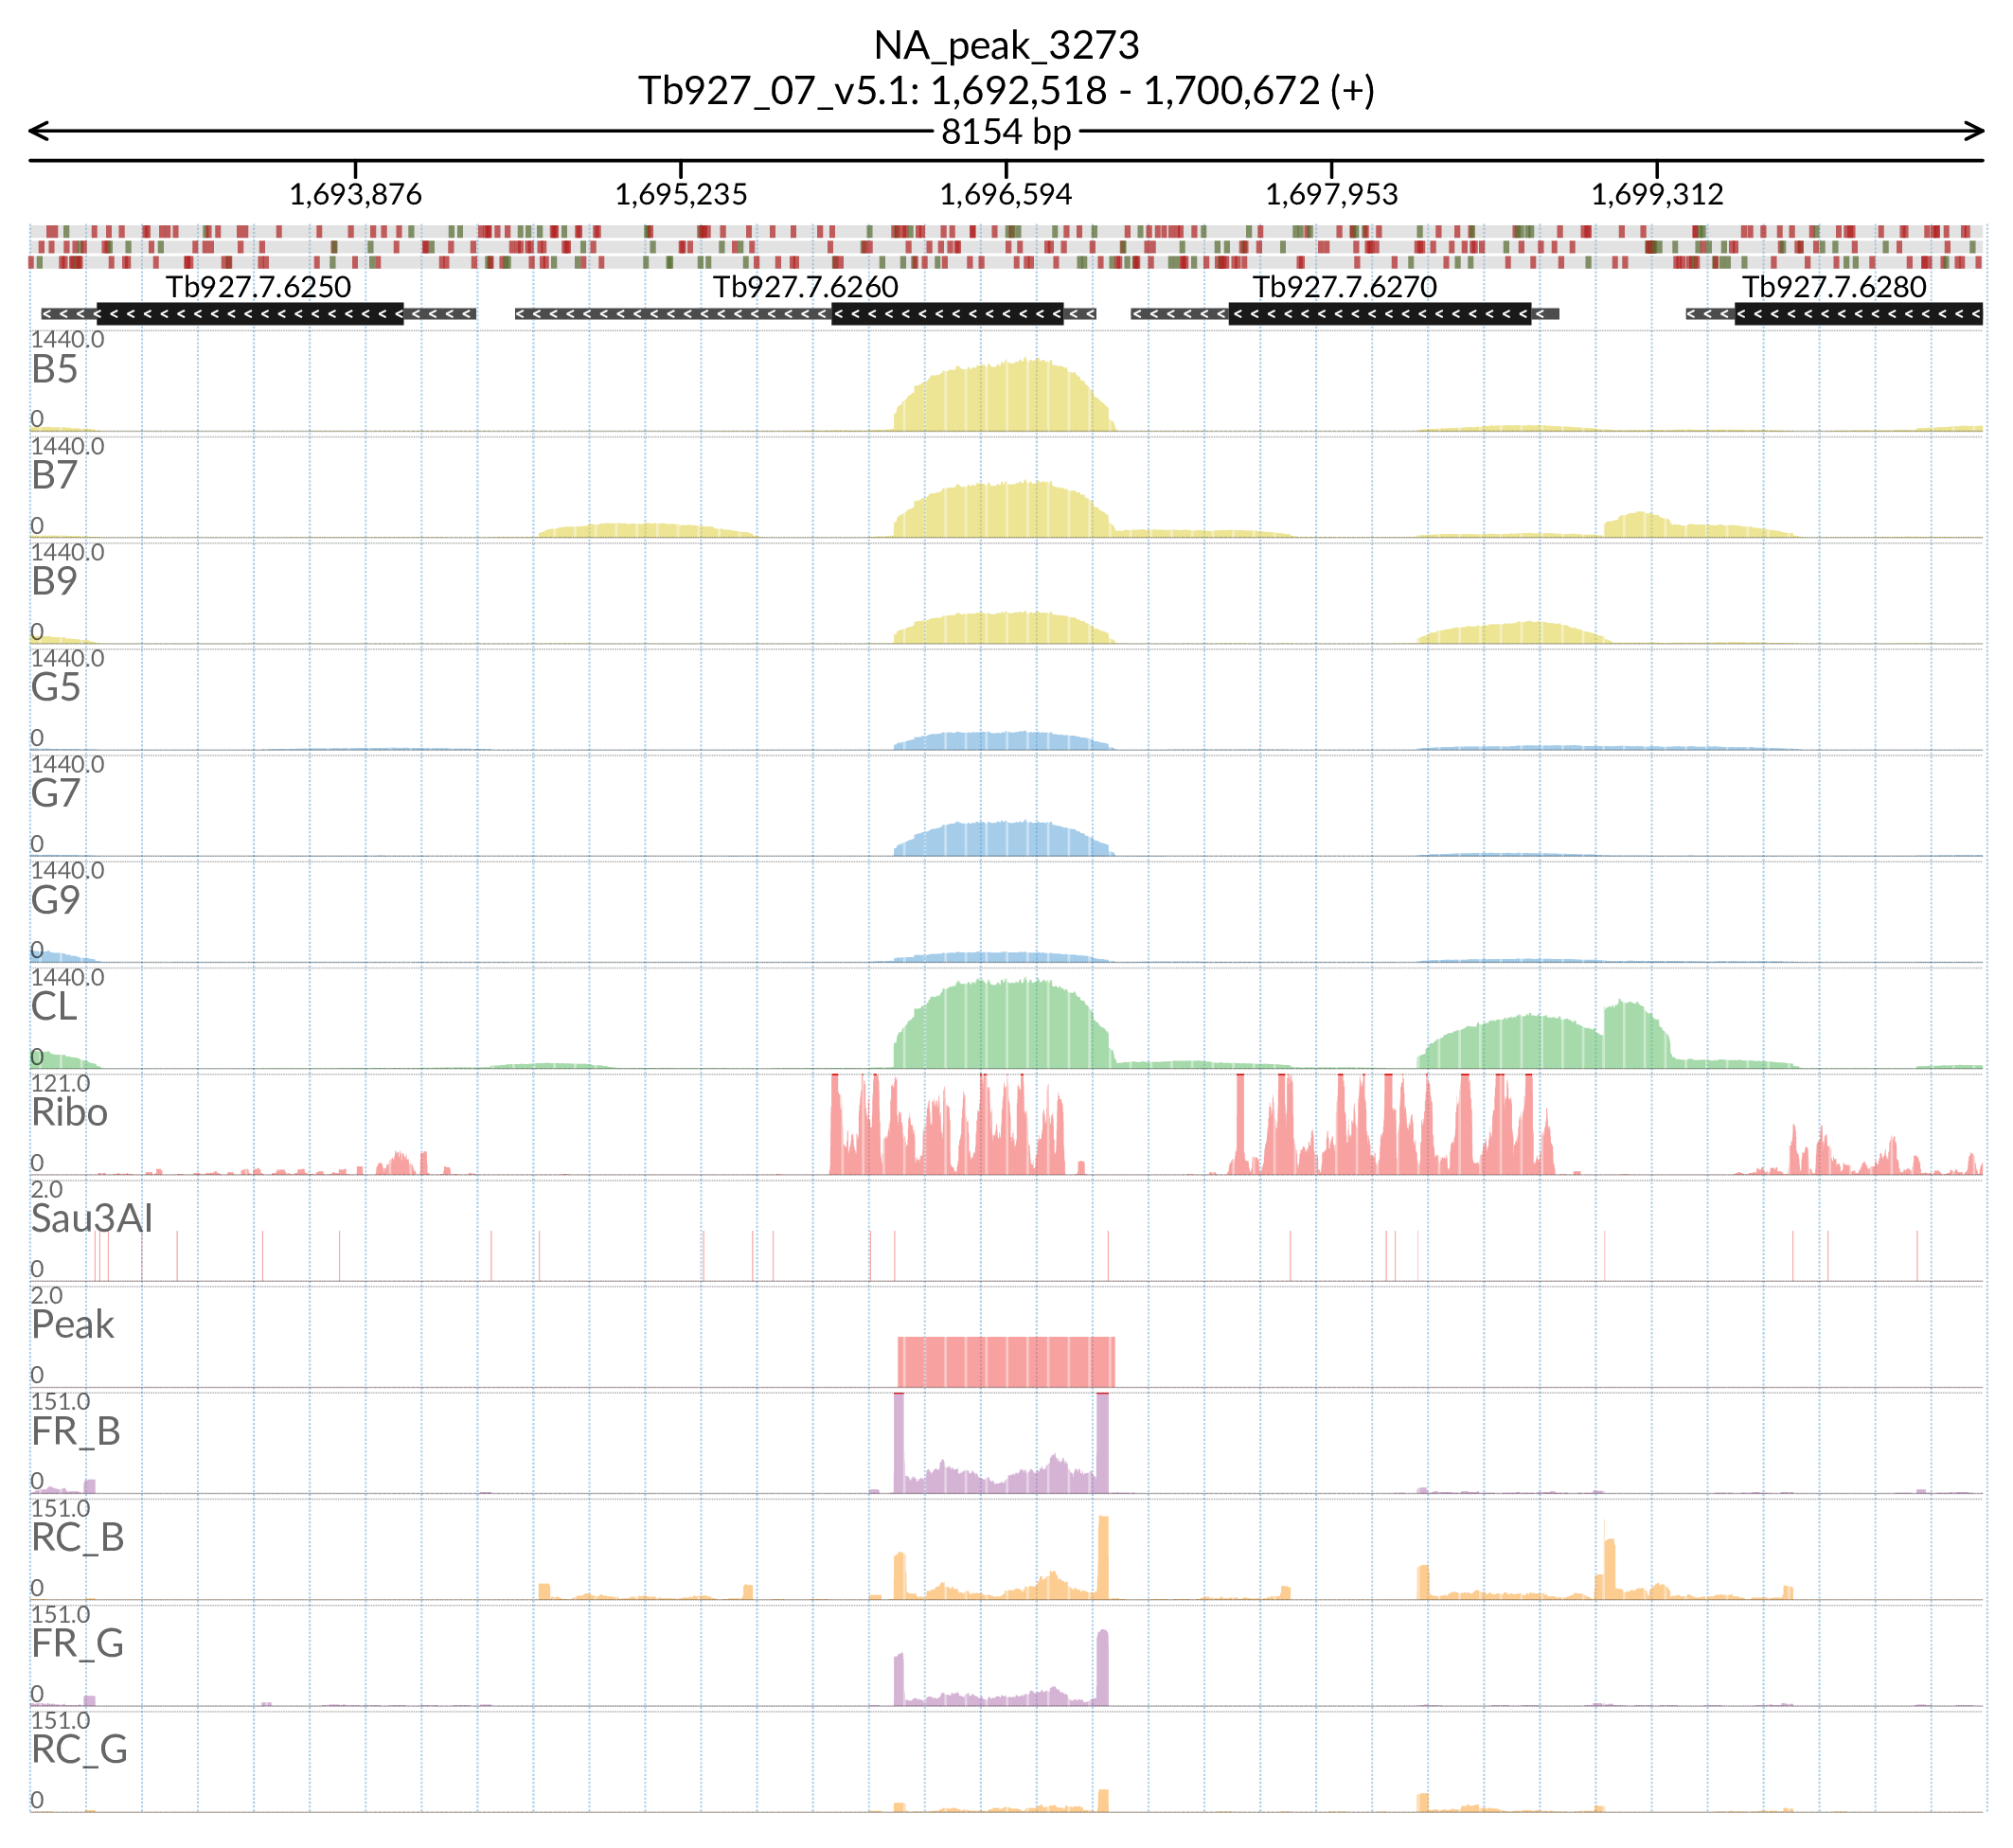 NA_peak_3273
Tb927_07_v5.1: 1,692,518 - 1,700,672 (+)
8154 bp
1,693,876 1,695,235 1,696,594 1,697,953 1,699,312
Tb927.7.6250 Tb927.7.6260 Tb927.7.6270 Tb927.7.6280
1440.0
B5
0
1440.0
B7
0
1440.0
B9
0
1440.0
G5
0
1440.0
G7
0
1440.0
G9
0
1440.0
CL
0
121.0
Ribo
0
2.0
Sau3AI
0
2.0
Peak
0
151.0
FR_B
0
151.0
RC_B
0
151.0
FR_G
0
151.0
RC_G
0